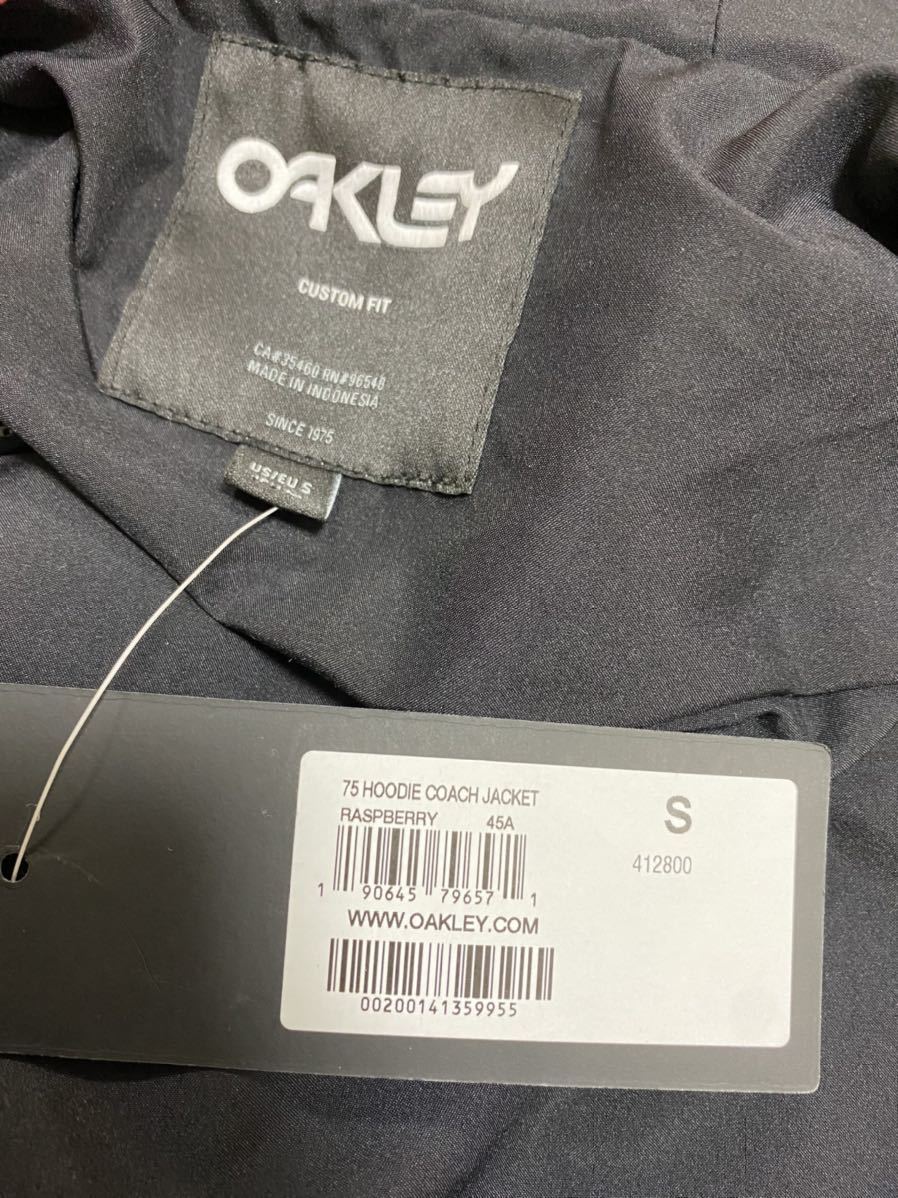 OAKLEY
CUSTOM FIT
CA#35460 RN#96548
MADE IN INDONESIA
SINCE 1975
US/EU S
75 HOODIE COACH JACKET
RASPBERRY 45A
S
412800
1 90645 79657 1
WWW.OAKLEY.COM
00200141359955